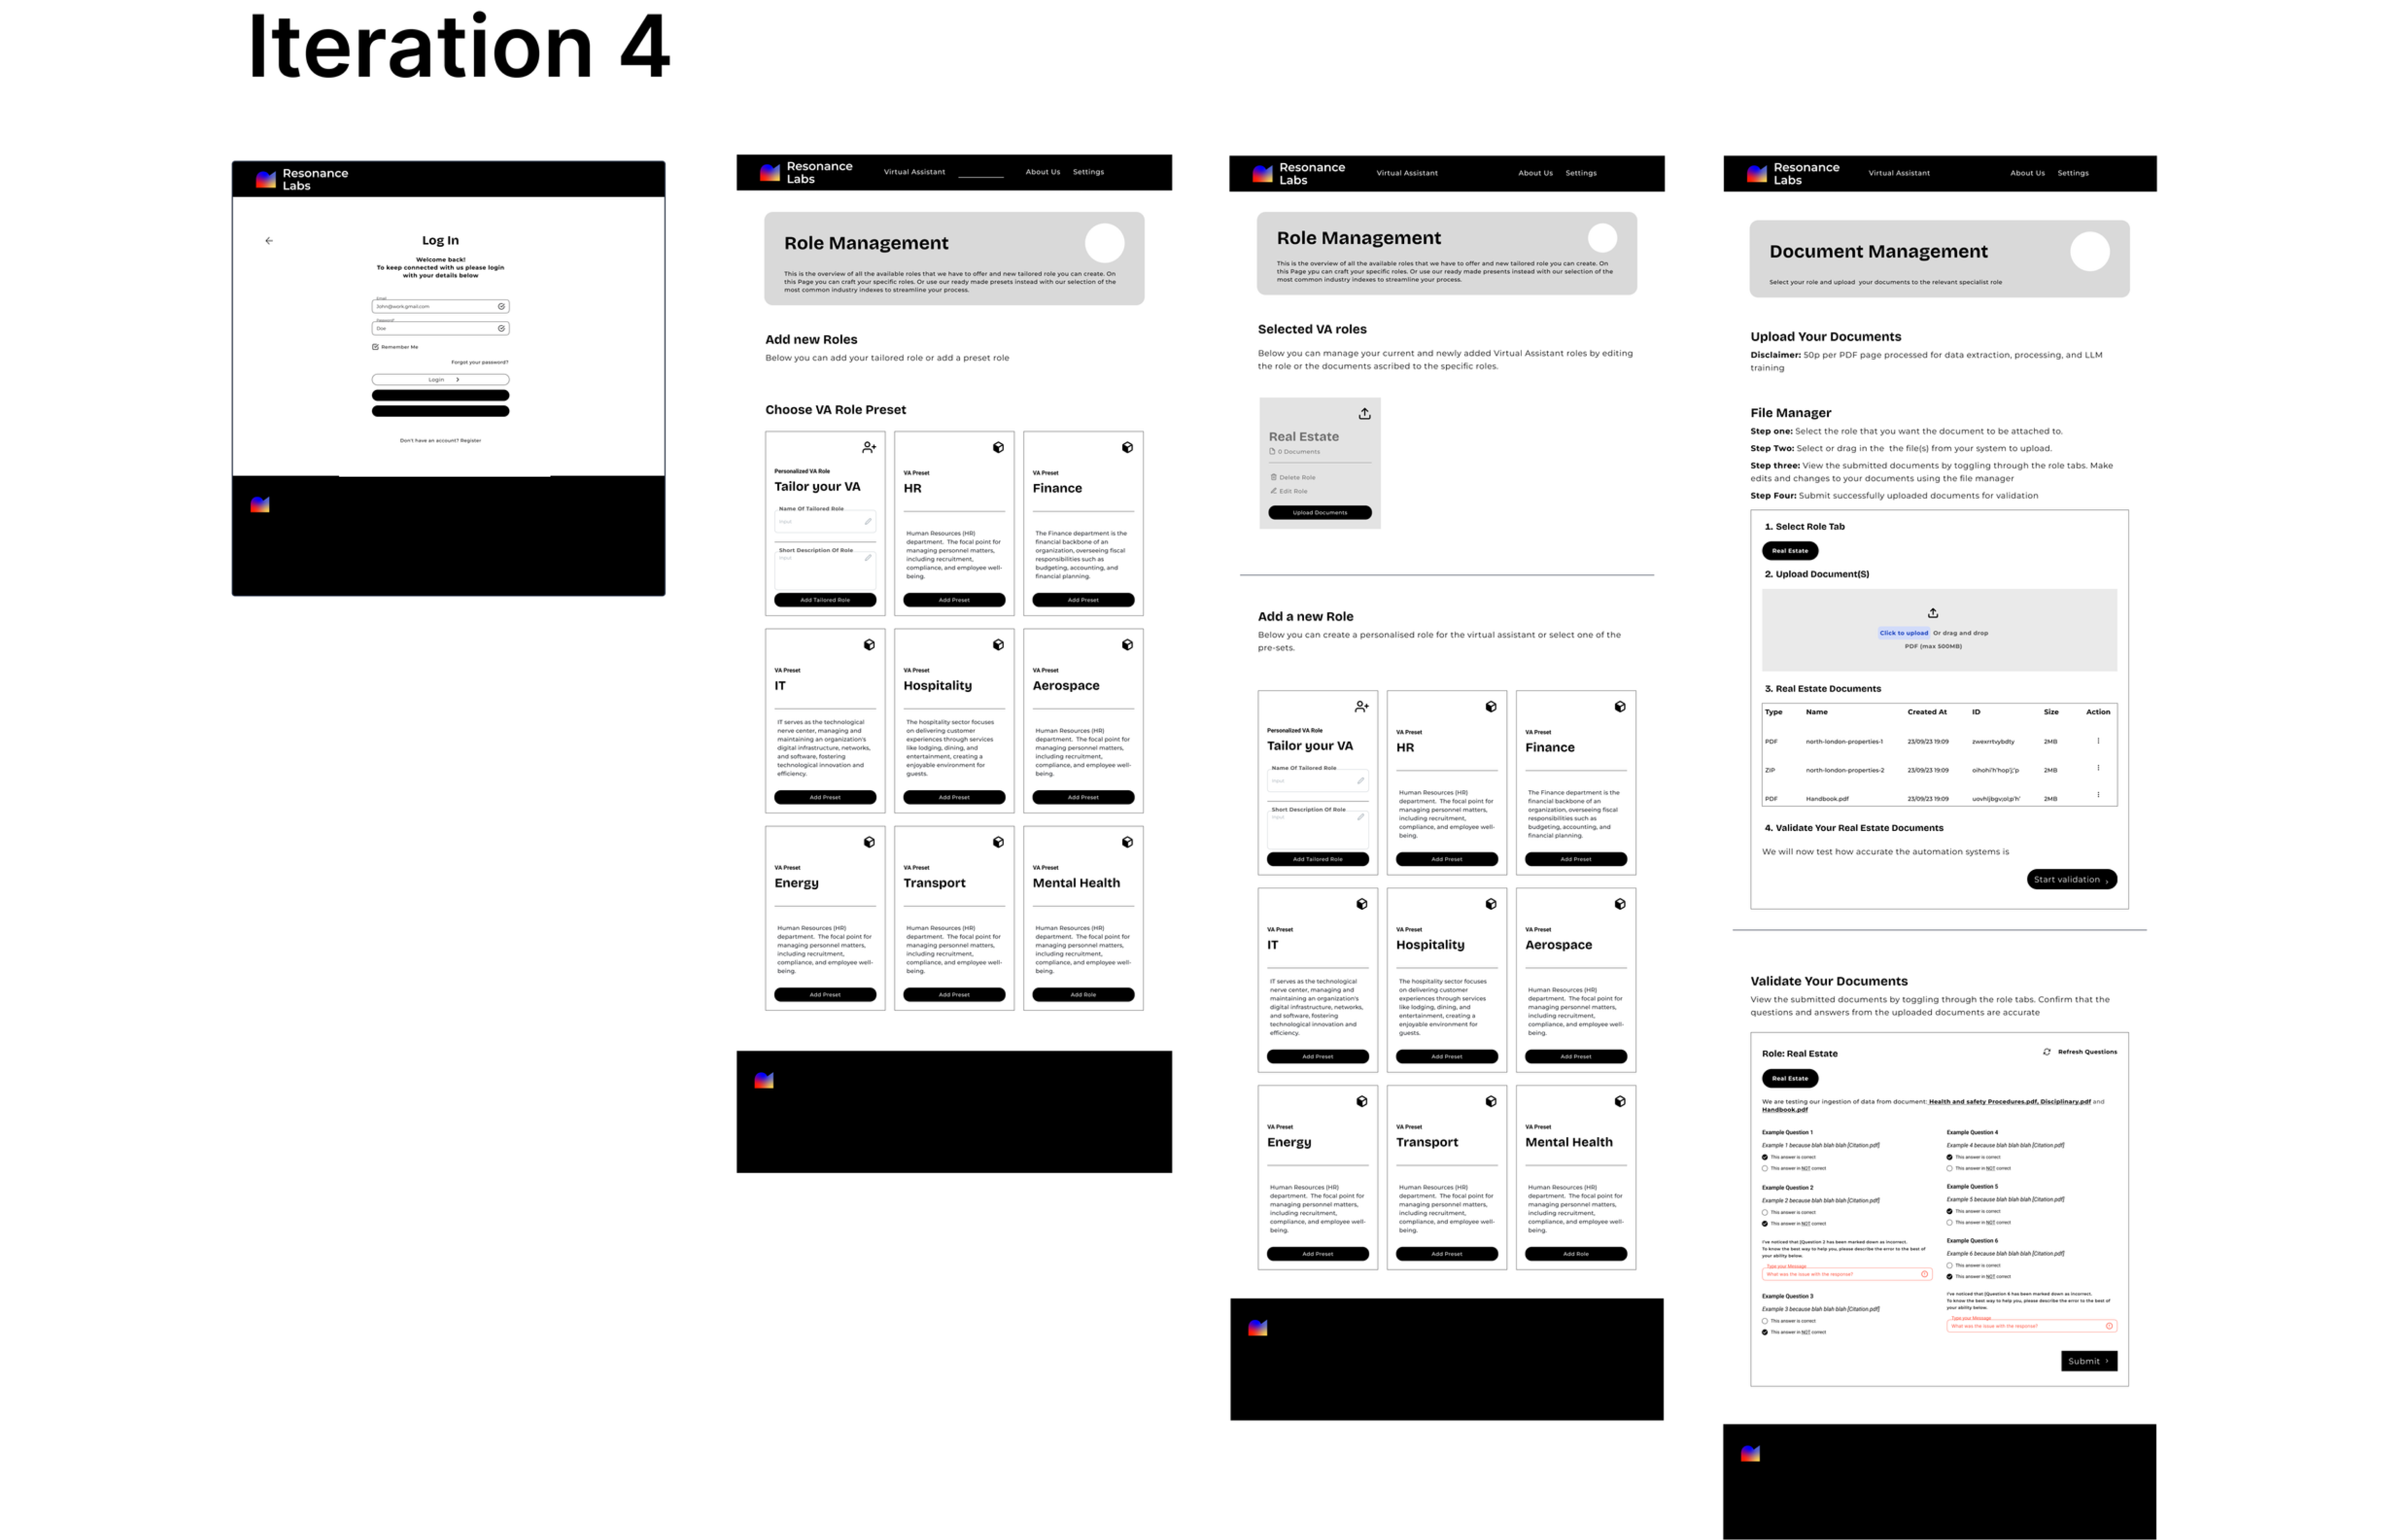 Iteration 4
Resonance
Labs
Log In
Welcome back!
To keep connected with us please login
with your details below
Email
John@work.gmail.com
Password*
Doe
Remember Me
Forgot your password?
Login
Don't have an account? Register
Resonance
Labs
Virtual Assistant
About Us
Settings
Role Management
This is the overview of all the available roles that we have to offer and new tailored role you can create. On
this Page you can craft your specific roles. Or use our ready made presets instead with our selection of the
most common industry indexes to streamline your process.
Add new Roles
Below you can add your tailored role or add a preset role
Choose VA Role Preset
Personalized VA Role
Tailor your VA
Name Of Tailored Role
Input
Short Description Of Role
Input
Add Tailored Role
VA Preset
HR
Human Resources (HR)
department. The focal point for
managing personnel matters,
including recruitment,
compliance, and employee well-
being.
Add Preset
VA Preset
Finance
The Finance department is the
financial backbone of an
organization, overseeing fiscal
responsibilities such as
budgeting, accounting, and
financial planning.
Add Preset
VA Preset
IT
IT serves as the technological
nerve center, managing and
maintaining an organization's
digital infrastructure, networks,
and software, fostering
technological innovation and
efficiency.
Add Preset
VA Preset
Hospitality
The hospitality sector focuses
on delivering customer
experiences through services
like lodging, dining, and
entertainment, creating a
enjoyable environment for
guests.
Add Preset
VA Preset
Aerospace
Human Resources (HR)
department. The focal point for
managing personnel matters,
including recruitment,
compliance, and employee well-
being.
Add Preset
VA Preset
Energy
Human Resources (HR)
department. The focal point for
managing personnel matters,
including recruitment,
compliance, and employee well-
being.
Add Preset
VA Preset
Transport
Human Resources (HR)
department. The focal point for
managing personnel matters,
including recruitment,
compliance, and employee well-
being.
Add Preset
VA Preset
Mental Health
Human Resources (HR)
department. The focal point for
managing personnel matters,
including recruitment,
compliance, and employee well-
being.
Add Role
Resonance
Labs
Virtual Assistant
About Us
Settings
Role Management
This is the overview of all the available roles that we have to offer and new tailored role you can create. On
this Page ypu can craft your specific roles. Or use our ready made presents instead with our selection of the
most common industry indexes to streamline your process.
Selected VA roles
Below you can manage your current and newly added Virtual Assistant roles by editing
the role or the documents ascribed to the specific roles.
Real Estate
0 Documents
Delete Role
Edit Role
Upload Documents
Add a new Role
Below you can create a personalised role for the virtual assistant or select one of the
pre-sets.
Personalized VA Role
Tailor your VA
Name Of Tailored Role
Input
Short Description Of Role
Input
Add Tailored Role
VA Preset
HR
Human Resources (HR)
department. The focal point for
managing personnel matters,
including recruitment,
compliance, and employee well-
being.
Add Preset
VA Preset
Finance
The Finance department is the
financial backbone of an
organization, overseeing fiscal
responsibilities such as
budgeting, accounting, and
financial planning.
Add Preset
VA Preset
IT
IT serves as the technological
nerve center, managing and
maintaining an organization's
digital infrastructure, networks,
and software, fostering
technological innovation and
efficiency.
Add Preset
VA Preset
Hospitality
The hospitality sector focuses
on delivering customer
experiences through services
like lodging, dining, and
entertainment, creating a
enjoyable environment for
guests.
Add Preset
VA Preset
Aerospace
Human Resources (HR)
department. The focal point for
managing personnel matters,
including recruitment,
compliance, and employee well-
being.
Add Preset
VA Preset
Energy
Human Resources (HR)
department. The focal point for
managing personnel matters,
including recruitment,
compliance, and employee well-
being.
Add Preset
VA Preset
Transport
Human Resources (HR)
department. The focal point for
managing personnel matters,
including recruitment,
compliance, and employee well-
being.
Add Preset
VA Preset
Mental Health
Human Resources (HR)
department. The focal point for
managing personnel matters,
including recruitment,
compliance, and employee well-
being.
Add Role
Resonance
Labs
Virtual Assistant
About Us
Settings
Document Management
Select your role and upload your documents to the relevant specialist role
Upload Your Documents
Disclaimer: 50p per PDF page processed for data extraction, processing, and LLM
training
File Manager
Step one: Select the role that you want the document to be attached to.
Step Two: Select or drag in the the file(s) from your system to upload.
Step three: View the submitted documents by toggling through the role tabs. Make
edits and changes to your documents using the file manager
Step Four: Submit successfully uploaded documents for validation
1. Select Role Tab
Real Estate
2. Upload Document(S)
Click to upload Or drag and drop
PDF (max 500MB)
3. Real Estate Documents
Type Name Created At ID Size Action
PDF north-london-properties-1 23/09/23 19:09 zwexrrtvybdty 2MB
ZIP north-london-properties-2 23/09/23 19:09 2MB
PDF Handbook.pdf 23/09/23 19:09 2MB
4. Validate Your Real Estate Documents
We will now test how accurate the automation systems is
Start validation
Validate Your Documents
View the submitted documents by toggling through the role tabs. Confirm that the
questions and answers from the uploaded documents are accurate
Role: Real Estate
Refresh Questions
Real Estate
We are testing our ingestion of data from document: Health and safety Procedures.pdf, Disciplinary.pdf and
Handbook.pdf
Example Question 1
Example 1 because blah blah blah [Citation.pdf]
This answer is correct
This answer in NOT correct
Example Question 2
Example 2 because blah blah blah [Citation.pdf]
This answer is correct
This answer in NOT correct
I've noticed that [Question 2 has been marked down as incorrect.
To know the best way to help you, please describe the error to the best of
your ability below.
Type your Message
What was the issue with the response?
Example Question 3
Example 3 because blah blah blah [Citation.pdf]
This answer is correct
This answer in NOT correct
Example Question 4
Example 4 because blah blah blah [Citation.pdf]
This answer is correct
This answer in NOT correct
Example Question 5
Example 5 because blah blah blah [Citation.pdf]
This answer is correct
This answer in NOT correct
Example Question 6
Example 6 because blah blah blah [Citation.pdf]
This answer is correct
This answer in NOT correct
I've noticed that [Question 6 has been marked down as incorrect.
To know the best way to help you, please describe the error to the best of
your ability below.
Type your Message
What was the issue with the response?
Submit